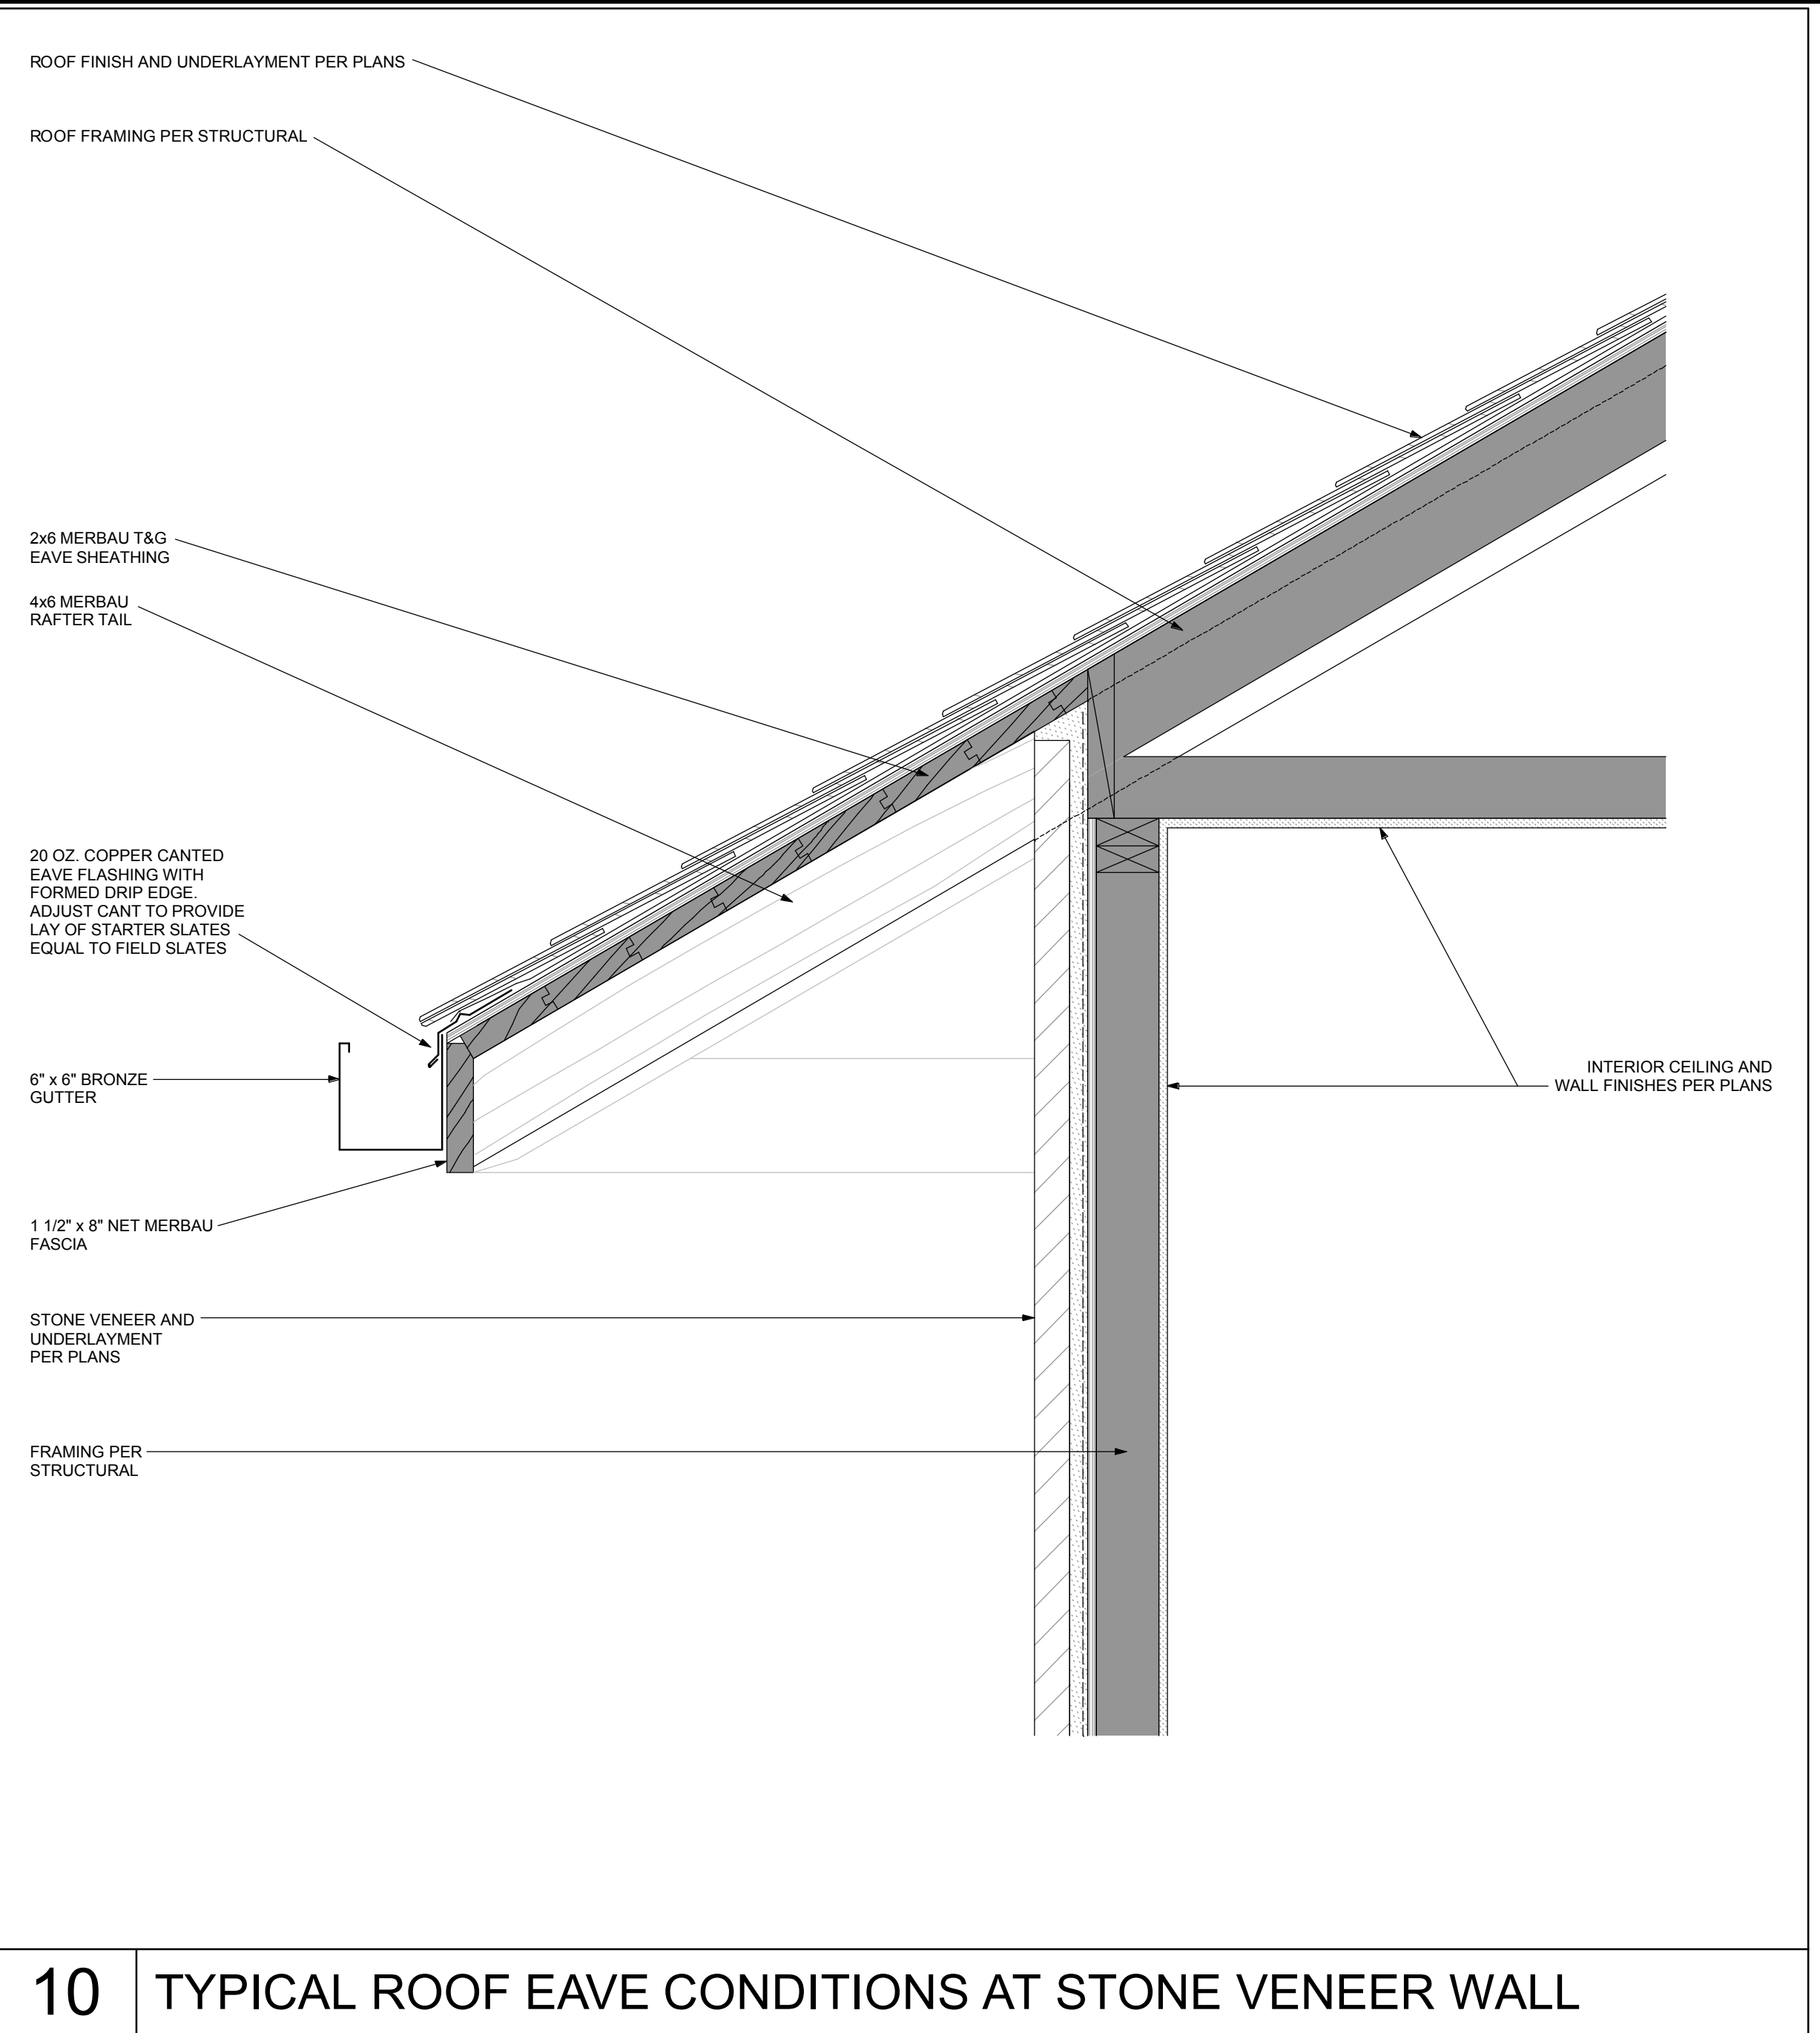 ROOF FINISH AND UNDERLAYMENT PER PLANS
ROOF FRAMING PER STRUCTURAL
2x6 MERBAU T&G
EAVE SHEATHING
4x6 MERBAU
RAFTER TAIL
20 OZ. COPPER CANTED
EAVE FLASHING WITH
FORMED DRIP EDGE.
ADJUST CANT TO PROVIDE
LAY OF STARTER SLATES
EQUAL TO FIELD SLATES
6" x 6" BRONZE
GUTTER
INTERIOR CEILING AND
WALL FINISHES PER PLANS
1 1/2" x 8" NET MERBAU
FASCIA
STONE VENEER AND
UNDERLAYMENT
PER PLANS
FRAMING PER
STRUCTURAL
10 TYPICAL ROOF EAVE CONDITIONS AT STONE VENEER WALL